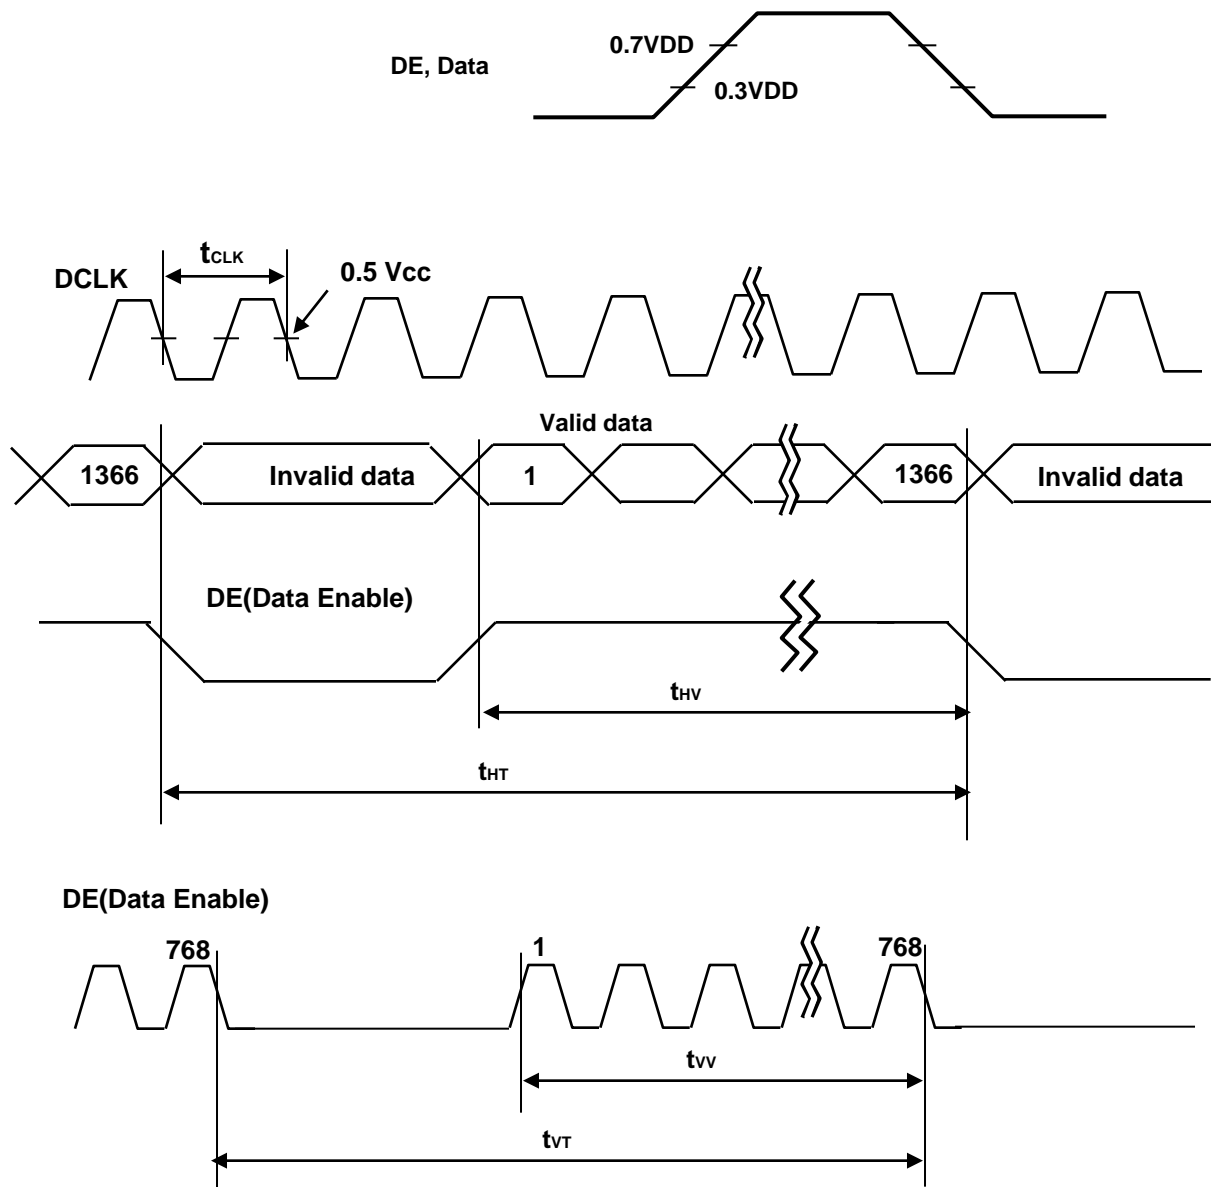 0.7VDD
DE, Data
0.3VDD
tCLK
DCLK
0.5 Vcc
Valid data
1366
Invalid data
1
1366
Invalid data
DE(Data Enable)
tHV
tHT
DE(Data Enable)
768
1
768
tVV
tVT